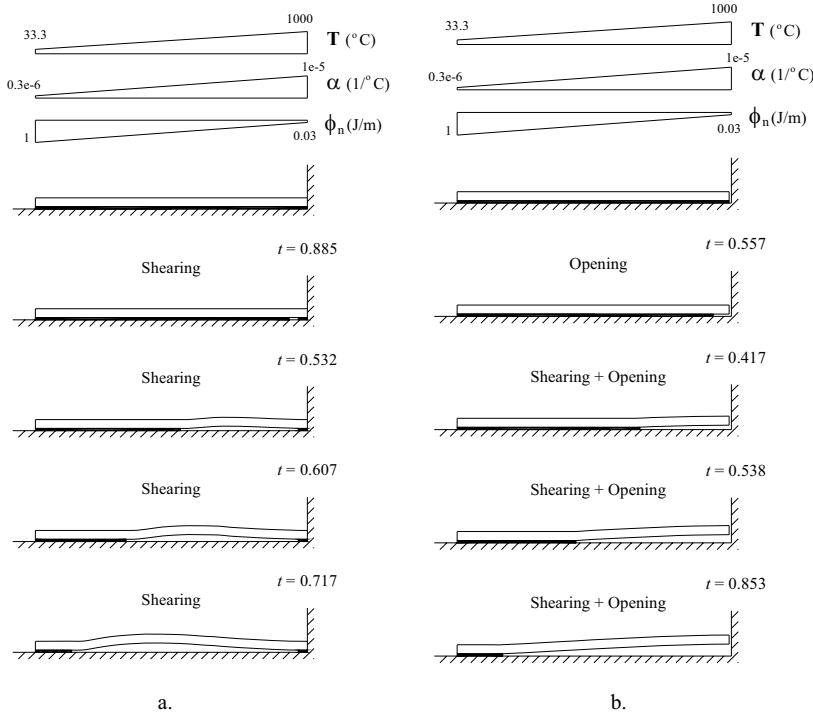 1000
33.3
T (°C)
1e-5
0.3e-6
α (1/°C)
ϕn (J/m)
1
0.03
t = 0.885
Shearing
t = 0.532
Shearing
t = 0.607
Shearing
t = 0.717
Shearing
a.
1000
33.3
T (°C)
1e-5
0.3e-6
α (1/°C)
ϕn (J/m)
1
0.03
t = 0.557
Opening
t = 0.417
Shearing + Opening
t = 0.538
Shearing + Opening
t = 0.853
Shearing + Opening
b.